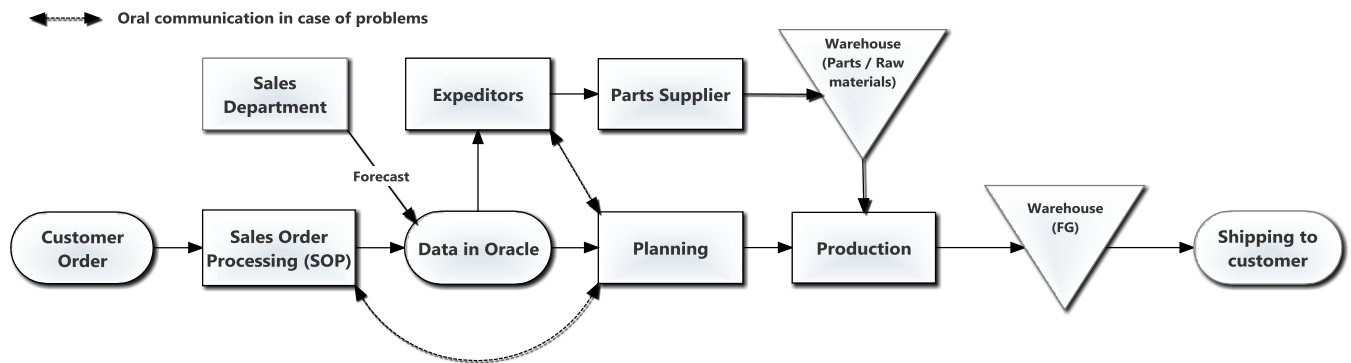 Oral communication in case of problems
Sales
Department
Expeditors
Parts Supplier
Warehouse
(Parts / Raw
materials)
Forecast
Customer
Order
Sales Order
Processing (SOP)
Data in Oracle
Planning
Production
Warehouse
(FG)
Shipping to
customer